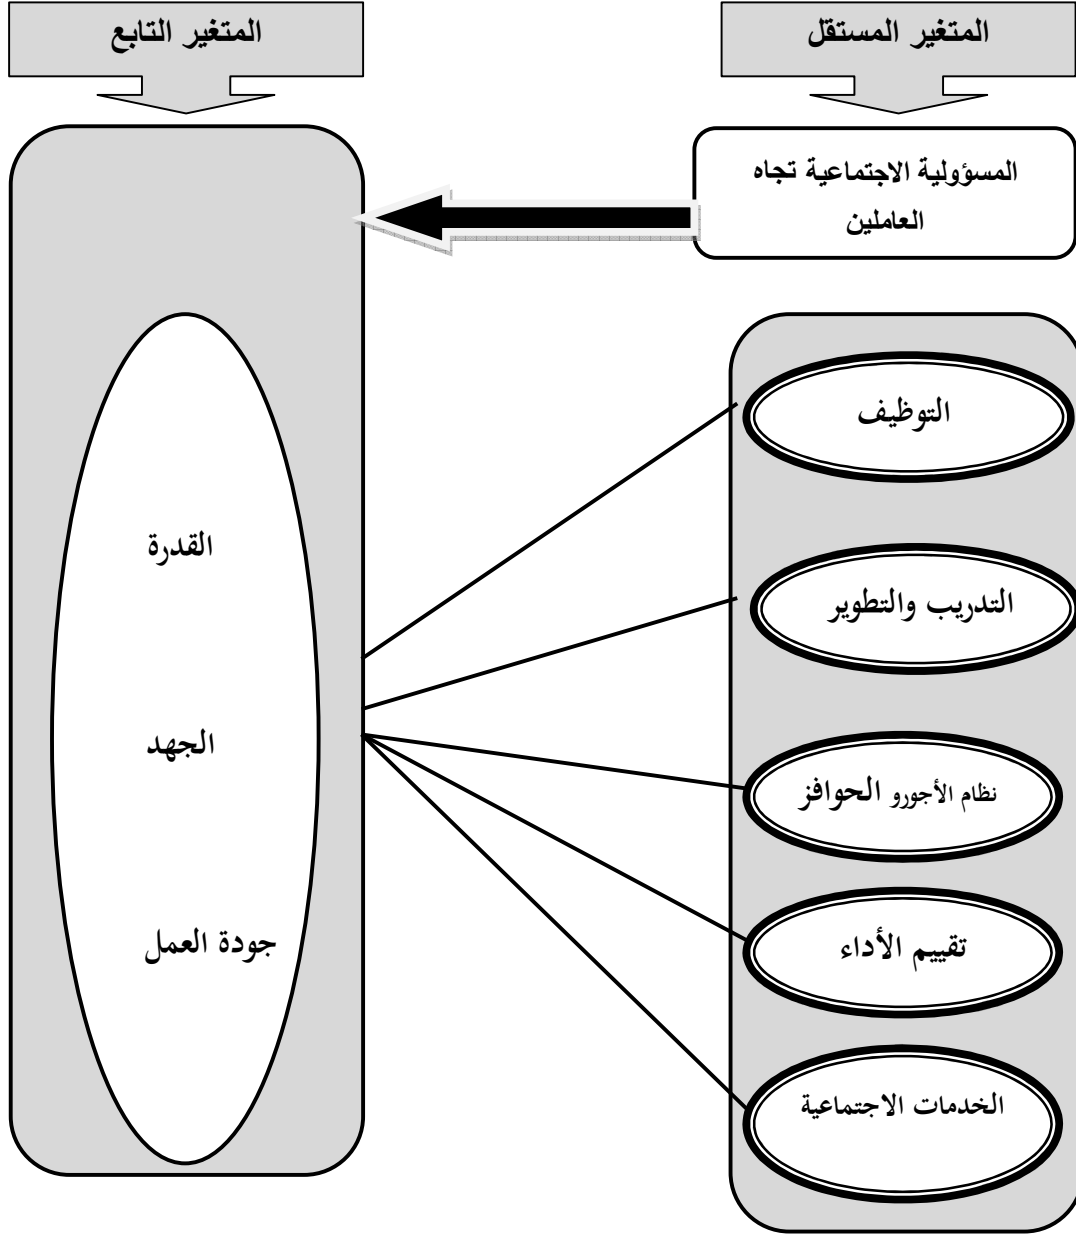 المتغير المستقل
المتغير التابع
المسؤولية الاجتماعية تجاه
العاملين
التوظيف
التدريب والتطوير
نظام الأجورو الحوافز
تقييم الأداء
الخدمات الاجتماعية
القدرة
الجهد
جودة العمل